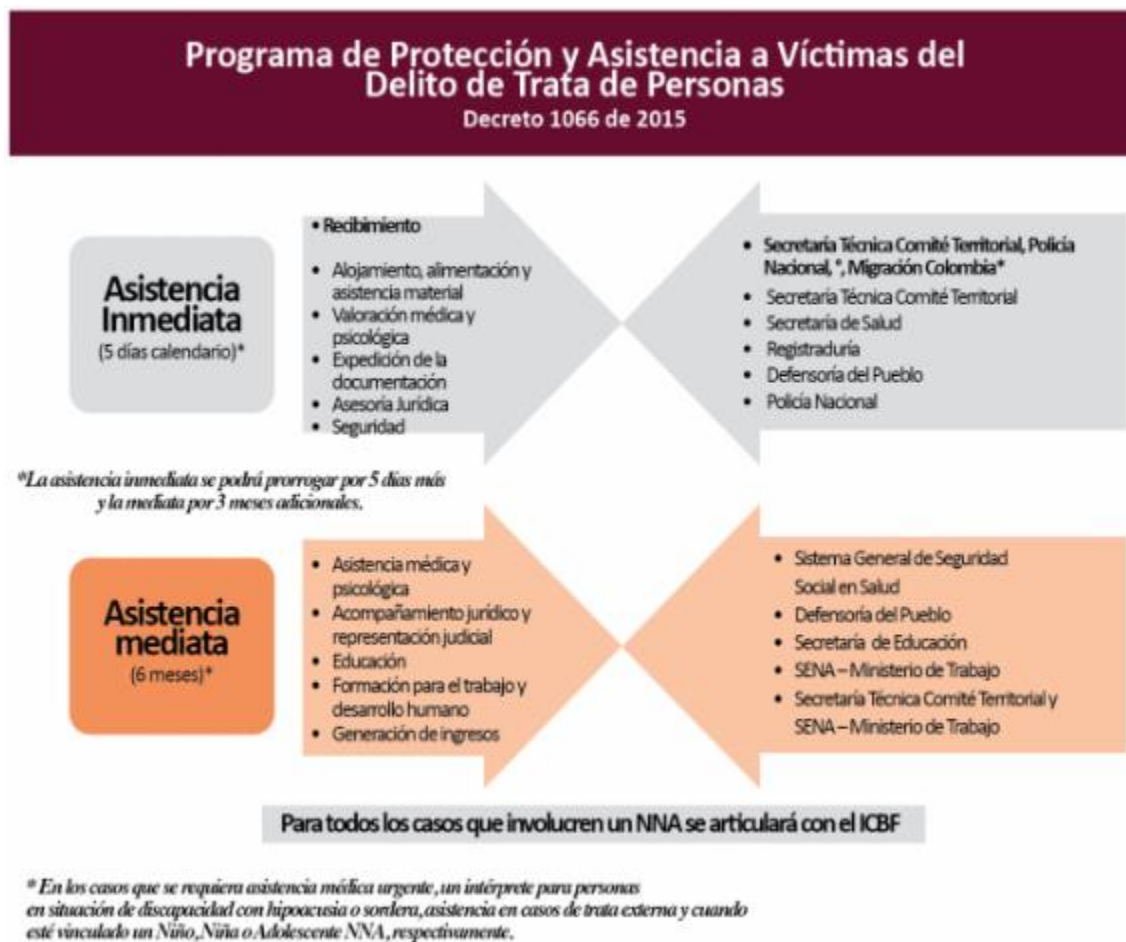 Programa de Protección y Asistencia a Víctimas del
Delito de Trata de Personas
Decreto 1066 de 2015
Asistencia
Inmediata
(5 días calendario)*
• Recibimiento
• Alojamiento, alimentación y
asistencia material
• Valoración médica y
psicológica
• Expedición de la
documentación
• Asesoría Jurídica
• Seguridad
• Secretaría Técnica Comité Territorial, Policía
Nacional, *, Migración Colombia*
• Secretaría Técnica Comité Territorial
• Secretaría de Salud
• Registraduría
• Defensoría del Pueblo
• Policía Nacional
*La asistencia inmediata se podrá prorrogar por 5 días más
y la mediata por 3 meses adicionales.
Asistencia
mediata
(6 meses)*
• Asistencia médica y
psicológica
• Acompañamiento jurídico y
representación judicial
• Educación
• Formación para el trabajo y
desarrollo humano
• Generación de ingresos
• Sistema General de Seguridad
Social en Salud
• Defensoría del Pueblo
• Secretaría de Educación
• SENA – Ministerio de Trabajo
• Secretaría Técnica Comité Territorial y
SENA – Ministerio de Trabajo
Para todos los casos que involucren un NNA se articulará con el ICBF
* En los casos que se requiera asistencia médica urgente, un intérprete para personas
en situación de discapacidad con hipoacusia o sordera, asistencia en casos de trata externa y cuando
esté vinculado un Niño, Niña o Adolescente NNA, respectivamente.